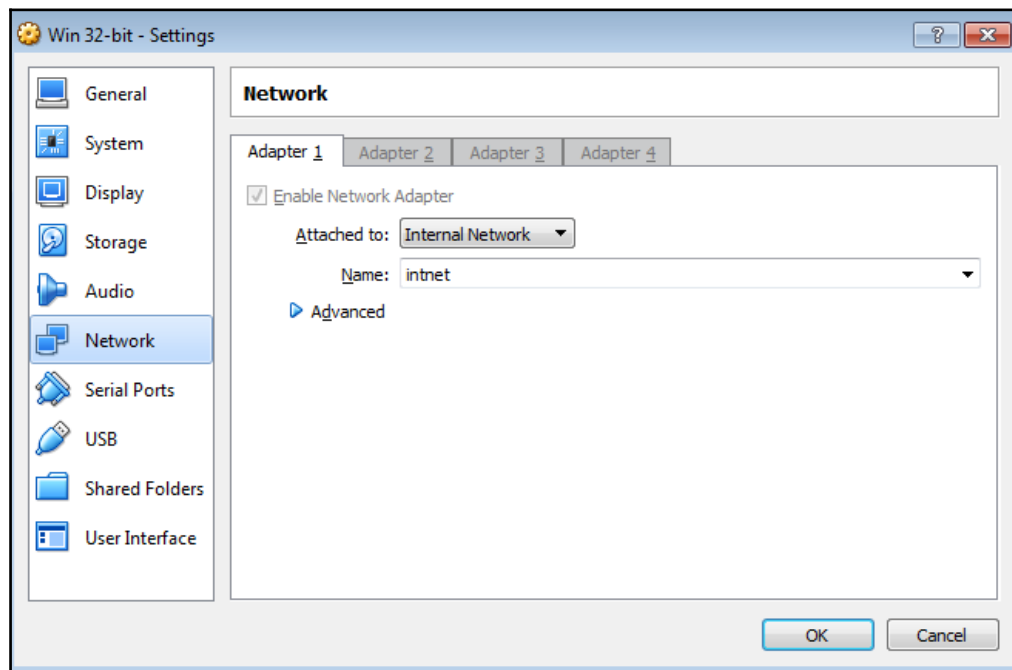 Win 32-bit - Settings
?
General
System
Display
Storage
Audio
Network
Serial Ports
USB
Shared Folders
User Interface
Network
Adapter 1
Adapter 2
Adapter 3
Adapter 4
Enable Network Adapter
Attached to: Internal Network
Name: intnet
Advanced
OK
Cancel